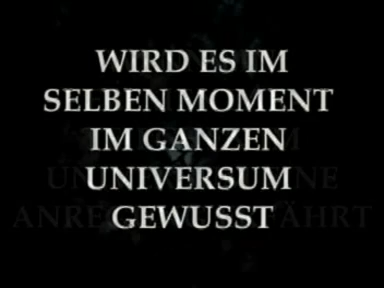 WIRD ES IM
SELBEN MOMENT
IM GANZEN
UNIVERSUM
GEWUSST